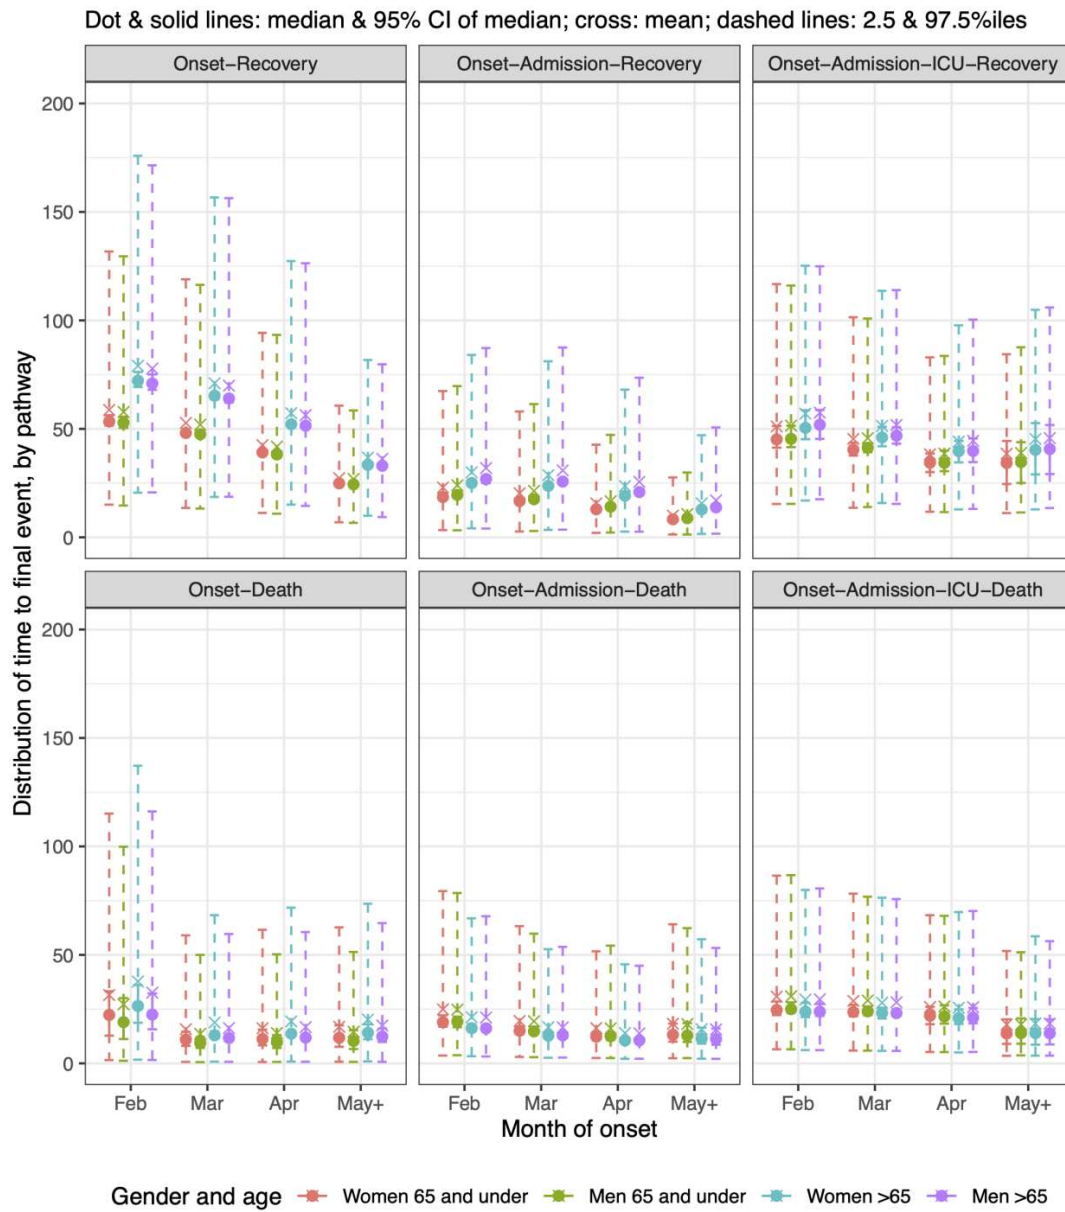 Dot & solid lines: median & 95% CI of median; cross: mean; dashed lines: 2.5 & 97.5%iles
Onset−Recovery
Onset−Admission−Recovery
Onset−Admission−ICU−Recovery
200
150
100
50
0
Distribution of time to final event, by pathway
Onset−Death
Onset−Admission−Death
Onset−Admission−ICU−Death
200
150
100
50
0
Feb Mar Apr May+
Feb Mar Apr May+
Feb Mar Apr May+
Month of onset
Gender and age Women 65 and under Men 65 and under Women >65 Men >65